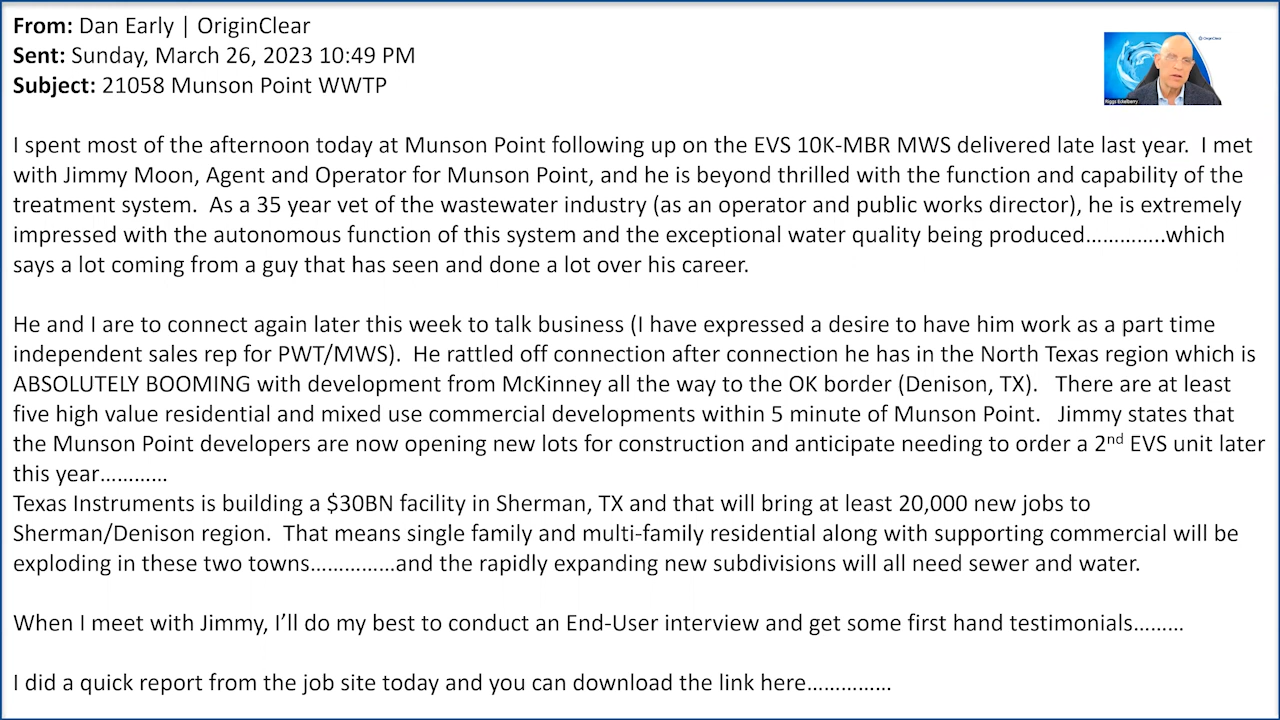 From: Dan Early | OriginClear
Sent: Sunday, March 26, 2023 10:49 PM
Subject: 21058 Munson Point WWTP
OriginClear
Riggs Eckelberry
I spent most of the afternoon today at Munson Point following up on the EVS 10K-MBR MWS delivered late last year.  I met
with Jimmy Moon, Agent and Operator for Munson Point, and he is beyond thrilled with the function and capability of the
treatment system.  As a 35 year vet of the wastewater industry (as an operator and public works director), he is extremely
impressed with the autonomous function of this system and the exceptional water quality being produced…………..which
says a lot coming from a guy that has seen and done a lot over his career.
He and I are to connect again later this week to talk business (I have expressed a desire to have him work as a part time
independent sales rep for PWT/MWS).  He rattled off connection after connection he has in the North Texas region which is
ABSOLUTELY BOOMING with development from McKinney all the way to the OK border (Denison, TX).   There are at least
five high value residential and mixed use commercial developments within 5 minute of Munson Point.   Jimmy states that
the Munson Point developers are now opening new lots for construction and anticipate needing to order a 2nd EVS unit later
this year…………
Texas Instruments is building a $30BN facility in Sherman, TX and that will bring at least 20,000 new jobs to
Sherman/Denison region.  That means single family and multi-family residential along with supporting commercial will be
exploding in these two towns……………and the rapidly expanding new subdivisions will all need sewer and water.
When I meet with Jimmy, I’ll do my best to conduct an End-User interview and get some first hand testimonials………
I did a quick report from the job site today and you can download the link here……………